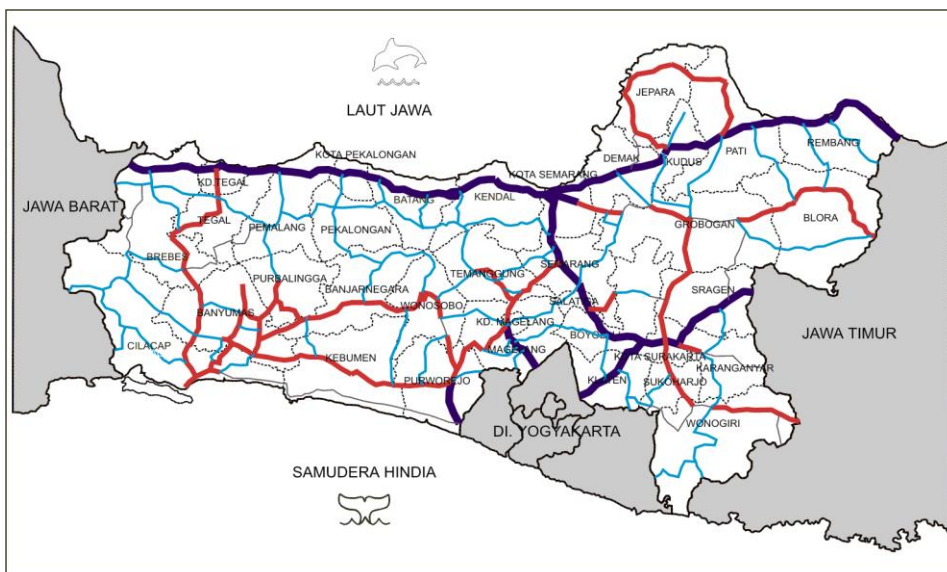 JEPARA
LAUT JAWA
REMBANG
PATI
KOTA PEKALONGAN
DEMAK
KUDUS
KOTA SEMARANG
KD.TEGAL
BATANG
KENDAL
JAWA BARAT
TEGAL
PEMALANG
PEKALONGAN
GROBOGAN
BLORA
BREBES
SEMARANG
PURBALINGGA
TEMANGGUNG
BANJARNEGARA
WONOSOBO
SRAGEN
SALATIGA
BANYUMAS
KD. MAGELANG
JAWA TIMUR
CILACAP
MAGELANG
BOYOLALI
KEBUMEN
KOTA SURAKARTA
KARANGANYAR
PURWOREJO
KLATEN
SUKOHARJO
WONOGIRI
DI. YOGYAKARTA
SAMUDERA HINDIA